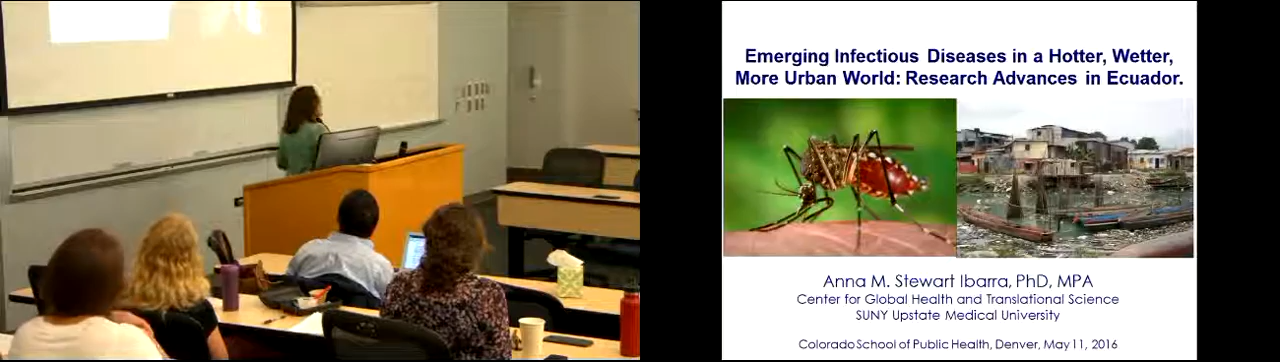 Emerging Infectious Diseases in a Hotter, Wetter,
More Urban World: Research Advances in Ecuador.
Anna M. Stewart Ibarra, PhD, MPA
Center for Global Health and Translational Science
SUNY Upstate Medical University
Colorado School of Public Health, Denver, May 11, 2016